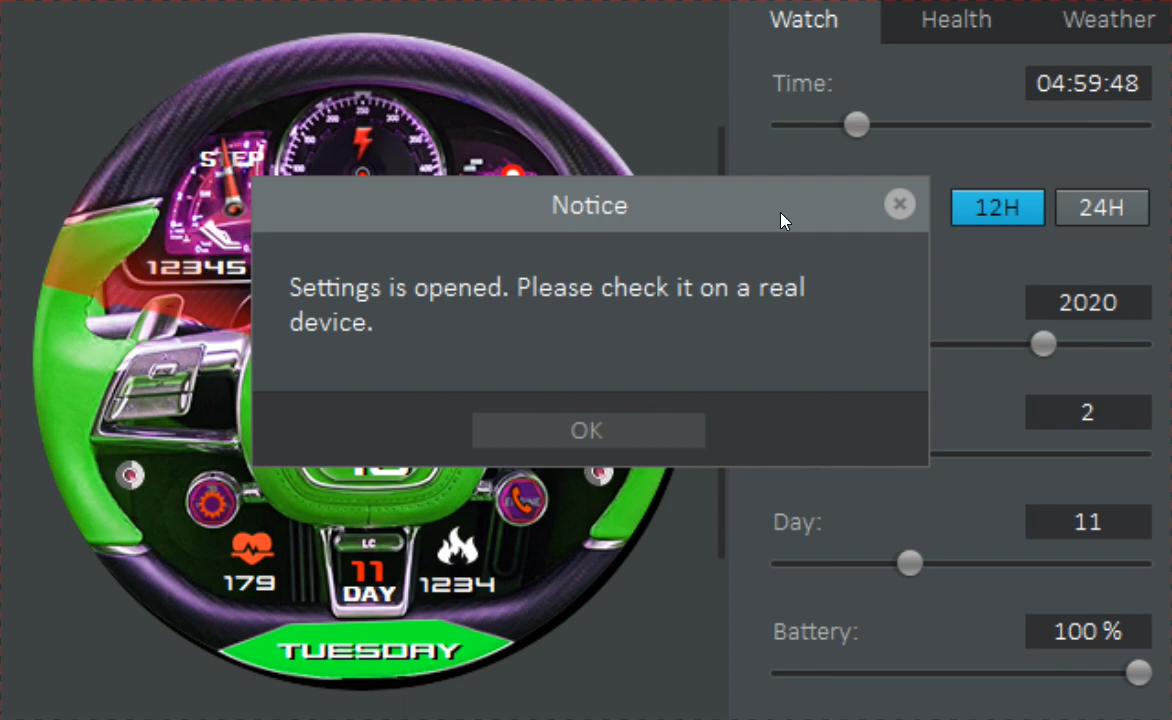 Watch Health Weather
Time: 04:59:48
STEP
Notice
12H 24H
12345
Settings is opened. Please check it on a real
device.
2020
2
OK
Day: 11
LC
179 11 1234
DAY
Battery: 100 %
TUESDAY